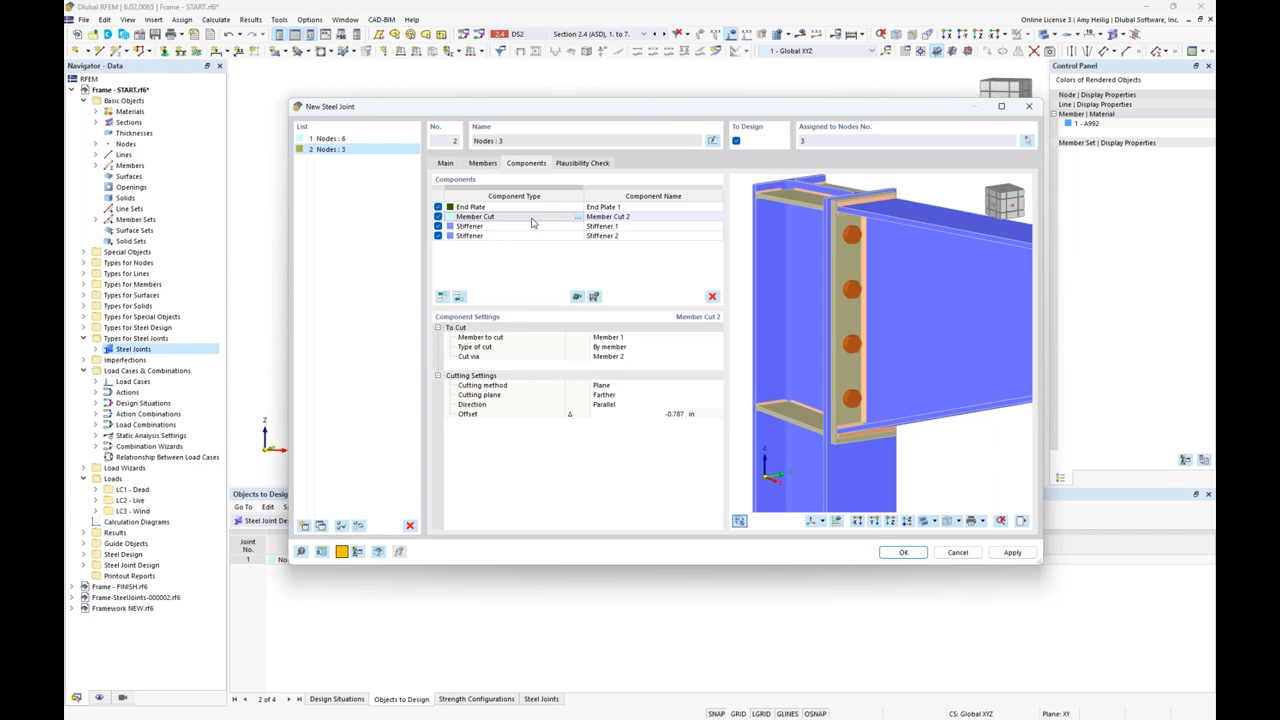 Dlubal RFEM | 6.02.0065 | Frame - START.rf6*
File Edit View Insert Assign Calculate Results Tools Options Window CAD-BIM Help
Online License 3 | Amy Heilig | Dlubal Software, Inc.
2.4 DS2 Section 2.4 (ASD), 1. to 7.
1 - Global XYZ
Navigator - Data
RFEM
Frame - START.rf6*
Basic Objects
Materials
Sections
Thicknesses
Nodes
Lines
Members
Surfaces
Openings
Solids
Line Sets
Member Sets
Surface Sets
Solid Sets
Special Objects
Types for Nodes
Types for Lines
Types for Members
Types for Surfaces
Types for Solids
Types for Special Objects
Types for Steel Design
Types for Steel Joints
Steel Joints
Imperfections
Load Cases & Combinations
Load Cases
Actions
Design Situations
Action Combinations
Load Combinations
Static Analysis Settings
Combination Wizards
Relationship Between Load Cases
Load Wizards
Loads
LC1 - Dead
LC2 - Live
LC3 - Wind
Calculation Diagrams
Results
Guide Objects
Steel Design
Steel Joint Design
Printout Reports
Frame - FINISH.rf6
Frame-SteelJoints-000002.rf6
Framework NEW.rf6
New Steel Joint
List
1 Nodes : 6
2 Nodes : 3
No.
2
Name
Nodes : 3
To Design
Assigned to Nodes No.
3
Main Members Components Plausibility Check
Components
Component Type Component Name
End Plate End Plate 1
Member Cut ... Member Cut 2
Stiffener Stiffener 1
Stiffener Stiffener 2
Component Settings Member Cut 2
To Cut
Member to cut Member 1
Type of cut By member
Cut via Member 2
Cutting Settings
Cutting method Plane
Cutting plane Farther
Direction Parallel
Offset Δ -0.787 in
Z
OK Cancel Apply
Z
Control Panel
Colors of Rendered Objects
Node | Display Properties
Line | Display Properties
Member | Material
1 - A992
Member Set | Display Properties
Objects to Desig
Go To Edit
Steel Joint De
Joint
No.
1
2 of 4 Design Situations Objects to Design Strength Configurations Steel Joints
SNAP GRID LGRID GLINES OSNAP CS: Global XYZ Plane: XY